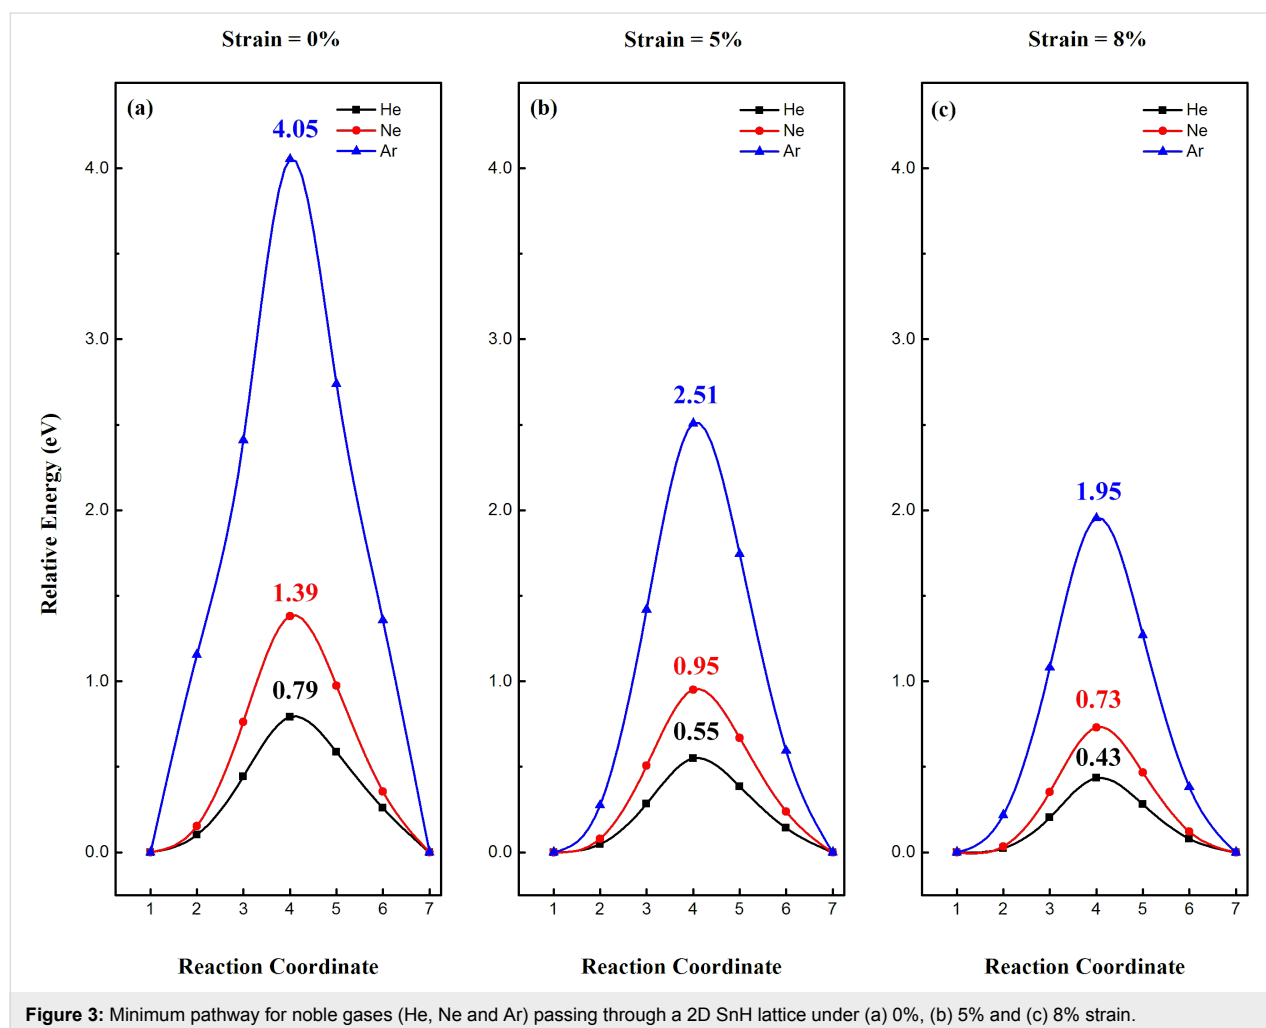 Strain = 0%
Strain = 5%
Strain = 8%
(a)
He
Ne
Ar
4.05
1.39
0.79
4.0
3.0
2.0
1.0
0.0
1 2 3 4 5 6 7
Reaction Coordinate
Relative Energy (eV)
(b)
He
Ne
Ar
2.51
0.95
0.55
4.0
3.0
2.0
1.0
0.0
1 2 3 4 5 6 7
Reaction Coordinate
(c)
He
Ne
Ar
1.95
0.73
0.43
4.0
3.0
2.0
1.0
0.0
1 2 3 4 5 6 7
Reaction Coordinate
Figure 3: Minimum pathway for noble gases (He, Ne and Ar) passing through a 2D SnH lattice under (a) 0%, (b) 5% and (c) 8% strain.